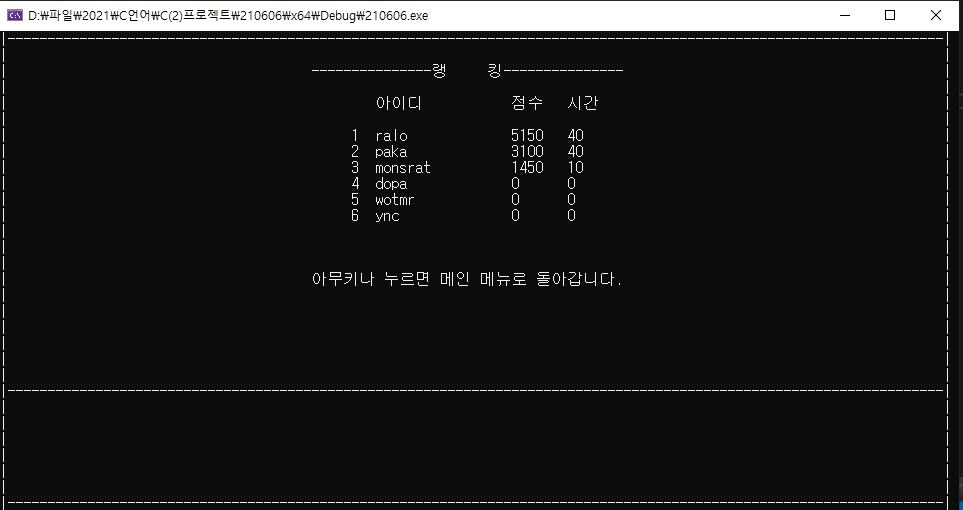 D:₩파일₩2021₩C언어₩C(2)프로젝트₩210606₩x64₩Debug₩210606.exe
---------------랭     킹---------------
아이디 점수 시간
1 ralo 5150 40
2 paka 3100 40
3 monsrat 1450 10
4 dopa 0 0
5 wotmr 0 0
6 ync 0 0
아무키나 누르면 메인 메뉴로 돌아갑니다.